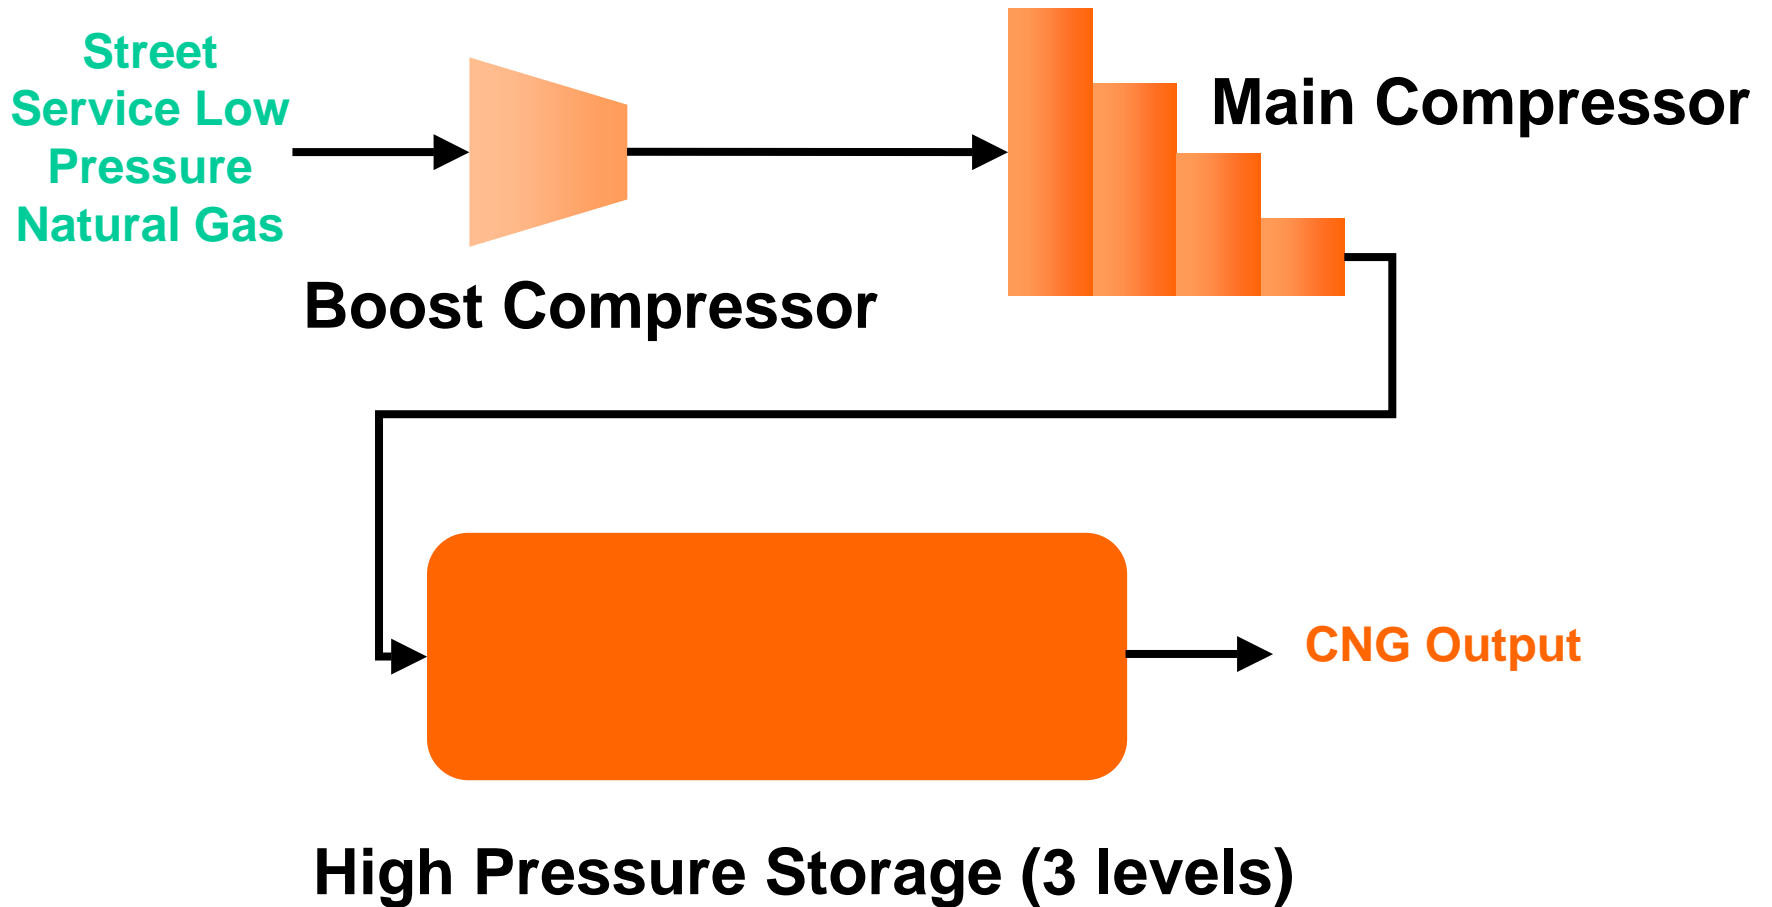 Street
Service Low
Pressure
Natural Gas
Main Compressor
Boost Compressor
CNG Output
High Pressure Storage (3 levels)